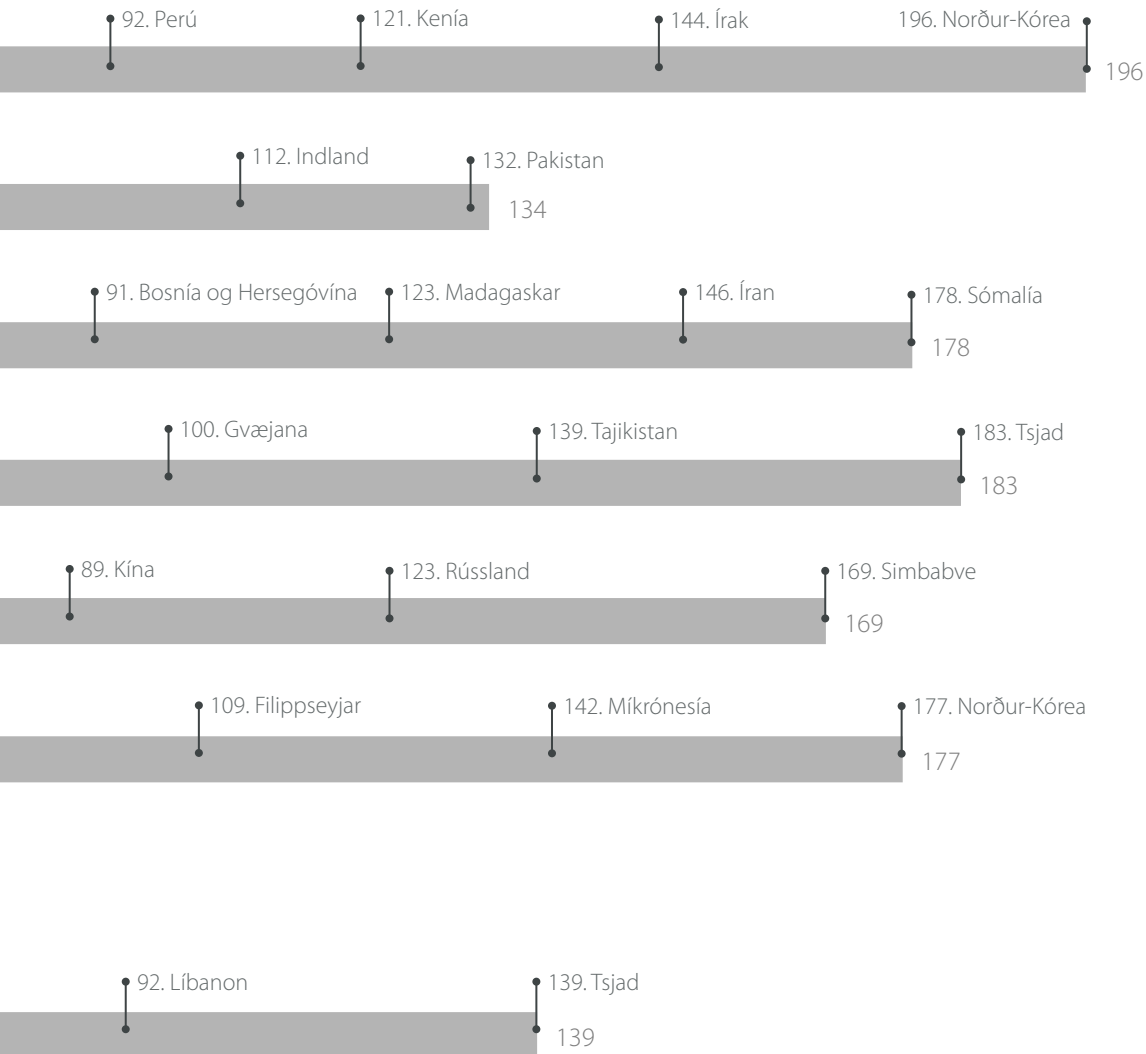 92. Perú
121. Kenía
144. Írak
196. Norður-Kórea
196
112. Indland
132. Pakistan
134
91. Bosnía og Hersegóvína
123. Madagaskar
146. Íran
178. Sómalía
178
100. Gvæjana
139. Tajikistan
183. Tsjad
183
89. Kína
123. Rússland
169. Simbabve
169
109. Filippseyjar
142. Míkrónesía
177. Norður-Kórea
177
92. Líbanon
139. Tsjad
139